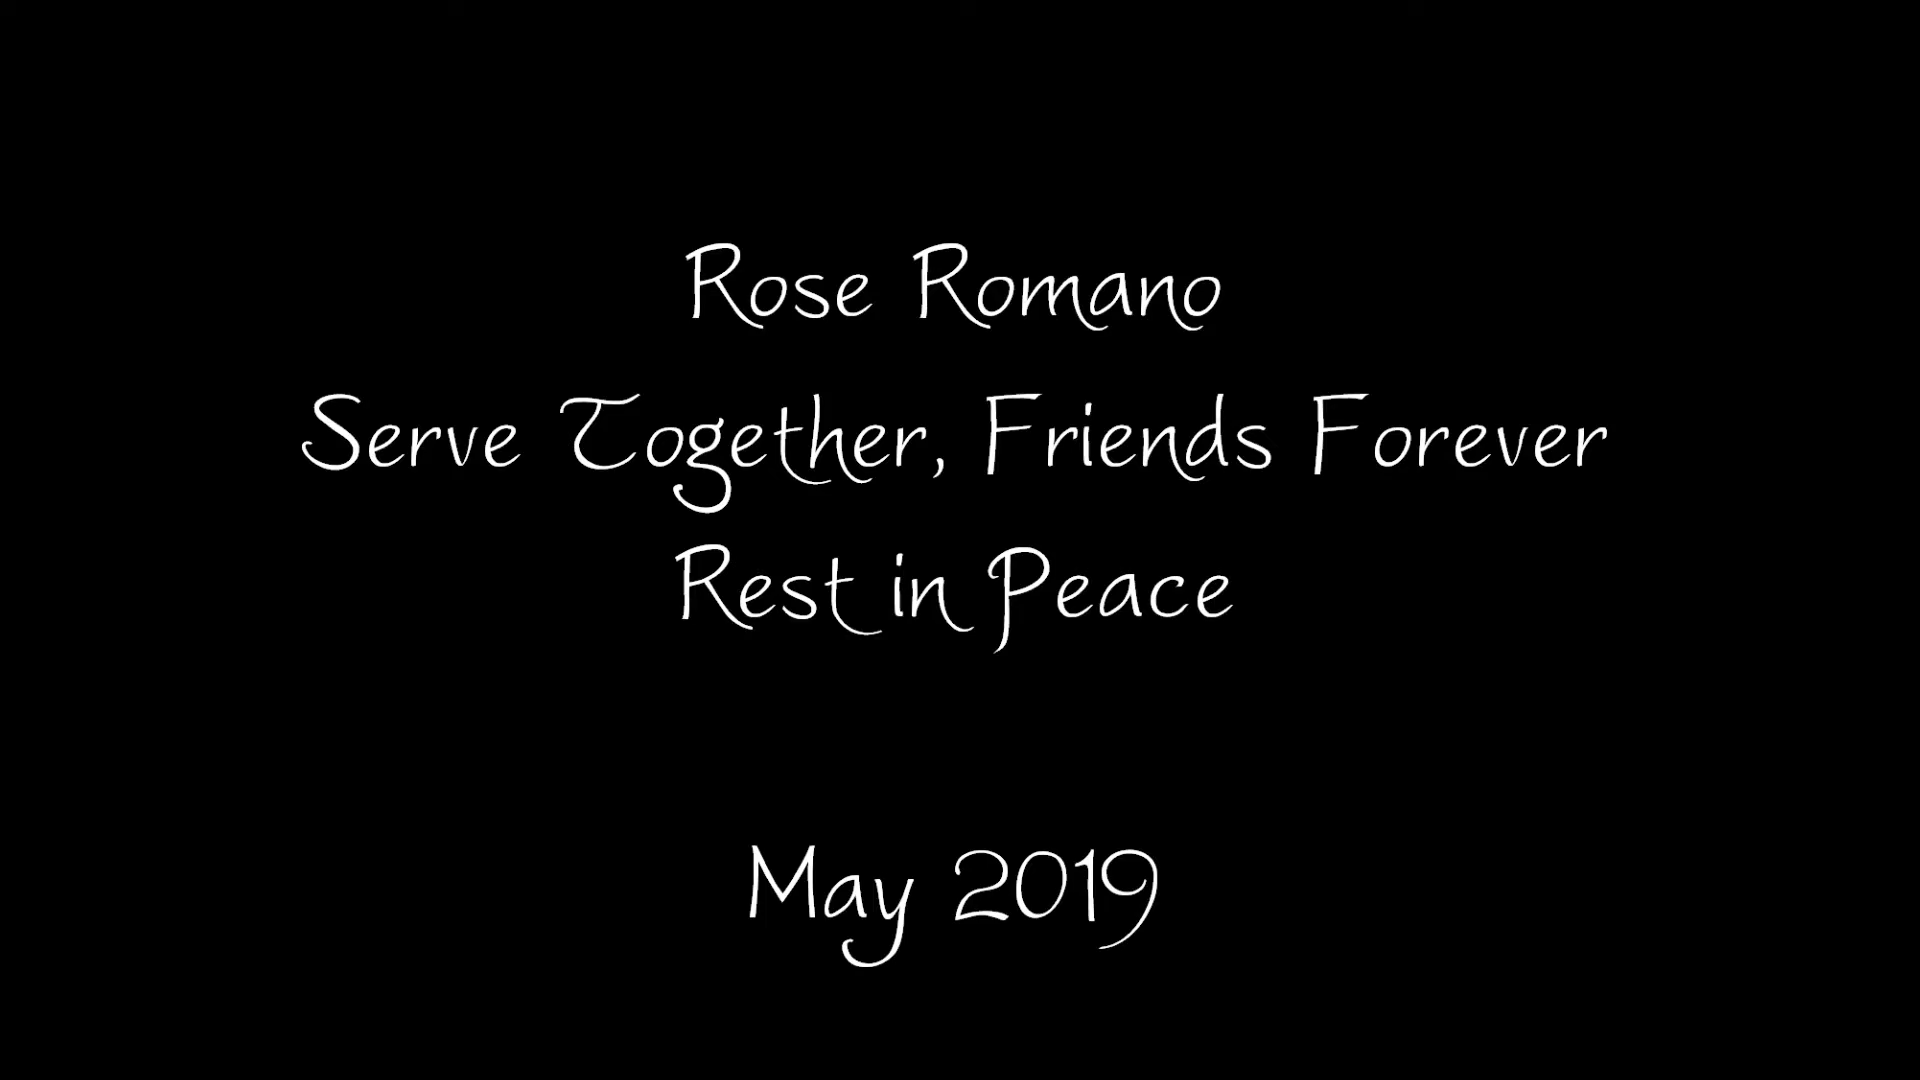 Rose Romano
Serve Together, Friends Forever
Rest in Peace
May 2019